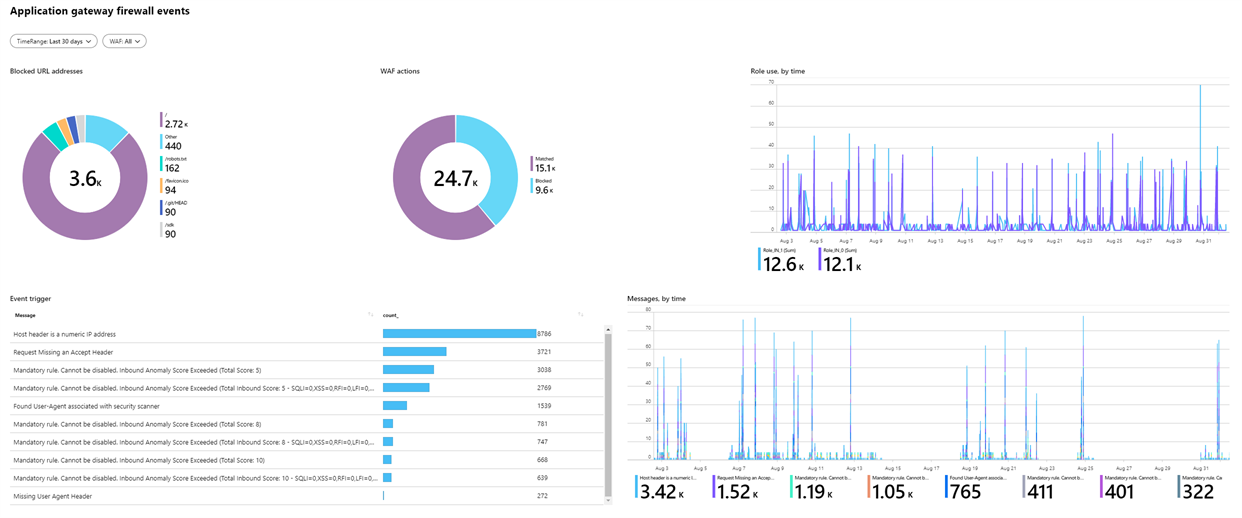 Application gateway firewall events
TimeRange: Last 30 days
WAF: All
Blocked URL addresses
3.6K
/
2.72 K
Other
440
/robots.txt
162
/favicon.ico
94
/.git/HEAD
90
/sdk
90
WAF actions
24.7K
Matched
15.1K
Blocked
9.6K
Role use, by time
70
60
50
40
30
20
10
0
Aug 3 Aug 5 Aug 7 Aug 9 Aug 11 Aug 13 Aug 15 Aug 17 Aug 19 Aug 21 Aug 23 Aug 25 Aug 27 Aug 29 Aug 31
Role_IN_1 (Sum)
12.6 K
Role_IN_0 (Sum)
12.1 K
Event trigger
Message count_
Host header is a numeric IP address 8786
Request Missing an Accept Header 3721
Mandatory rule. Cannot be disabled. Inbound Anomaly Score Exceeded (Total Score: 5) 3038
Mandatory rule. Cannot be disabled. Inbound Anomaly Score Exceeded (Total Inbound Score: 5 - SQLI=0,XSS=0,RFI=0,LFI=0,... 2769
Found User-Agent associated with security scanner 1539
Mandatory rule. Cannot be disabled. Inbound Anomaly Score Exceeded (Total Score: 8) 781
Mandatory rule. Cannot be disabled. Inbound Anomaly Score Exceeded (Total Inbound Score: 8 - SQLI=0,XSS=0,RFI=0,LFI=0,... 747
Mandatory rule. Cannot be disabled. Inbound Anomaly Score Exceeded (Total Score: 10) 668
Mandatory rule. Cannot be disabled. Inbound Anomaly Score Exceeded (Total Inbound Score: 10 - SQLI=0,XSS=0,RFI=0,LFI=0,... 639
Missing User Agent Header 272
Messages, by time
80
70
60
50
40
30
20
10
0
Aug 3 Aug 5 Aug 7 Aug 9 Aug 11 Aug 13 Aug 15 Aug 17 Aug 19 Aug 21 Aug 23 Aug 25 Aug 27 Aug 29 Aug 31
Host header is a numeric I...
3.42 K
Request Missing an Accep...
1.52 K
Mandatory rule. Cannot b...
1.19 K
Mandatory rule. Cannot b...
1.05 K
Found User-Agent associa...
765
Mandatory rule. Cannot b...
411
Mandatory rule. Cannot b...
401
Mandatory rule. Ca
322